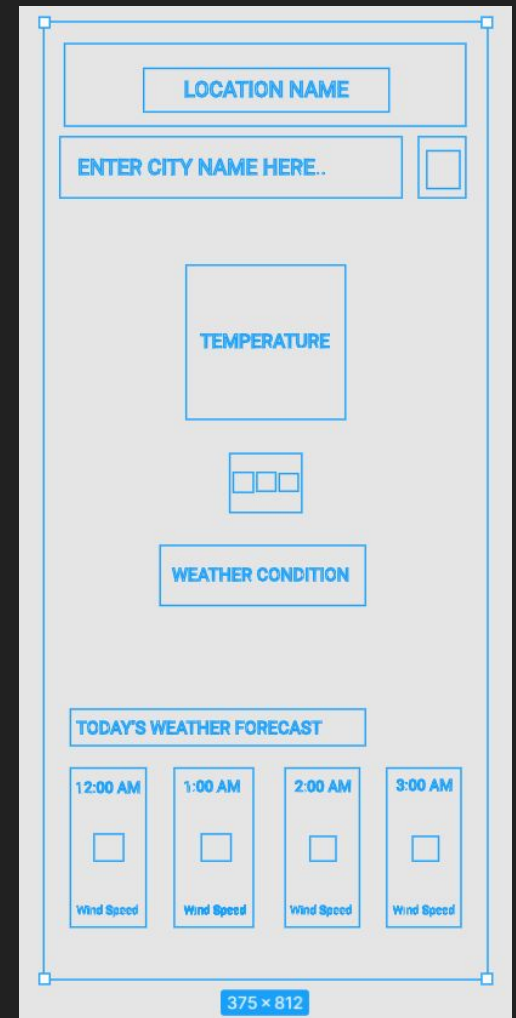 LOCATION NAME
ENTER CITY NAME HERE..
TEMPERATURE
WEATHER CONDITION
TODAY'S WEATHER FORECAST
12:00 AM 1:00 AM 2:00 AM 3:00 AM
Wind Speed Wind Speed Wind Speed Wind Speed
375 × 812